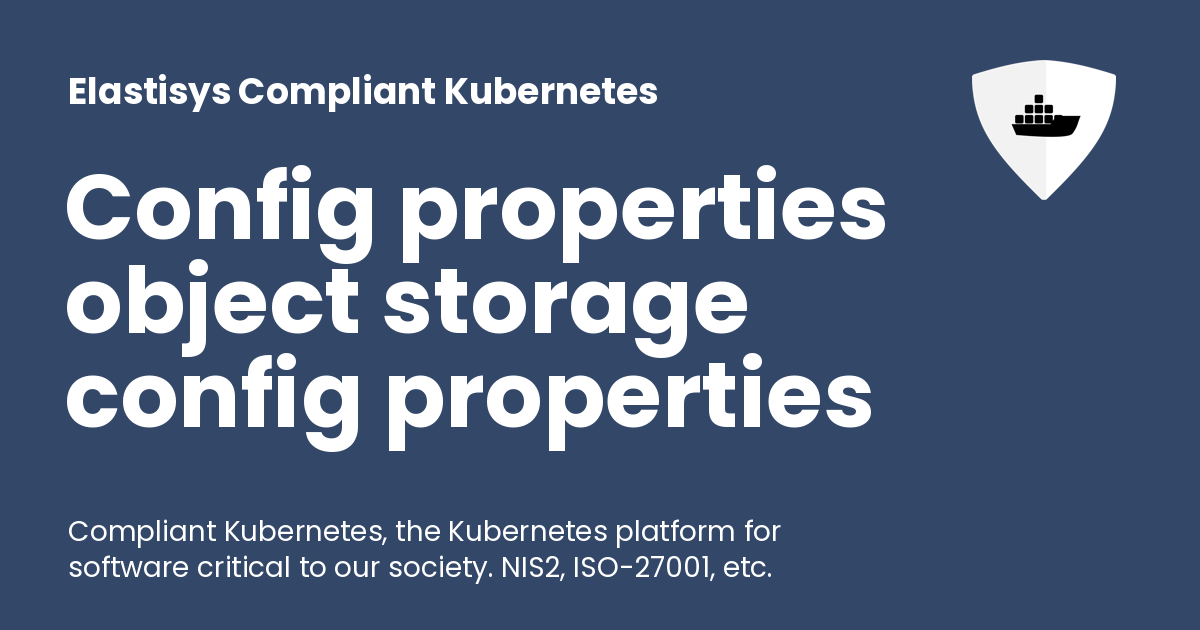 Elastisys Compliant Kubernetes
Config properties
object storage
config properties
Compliant Kubernetes, the Kubernetes platform for
software critical to our society. NIS2, ISO-27001, etc.